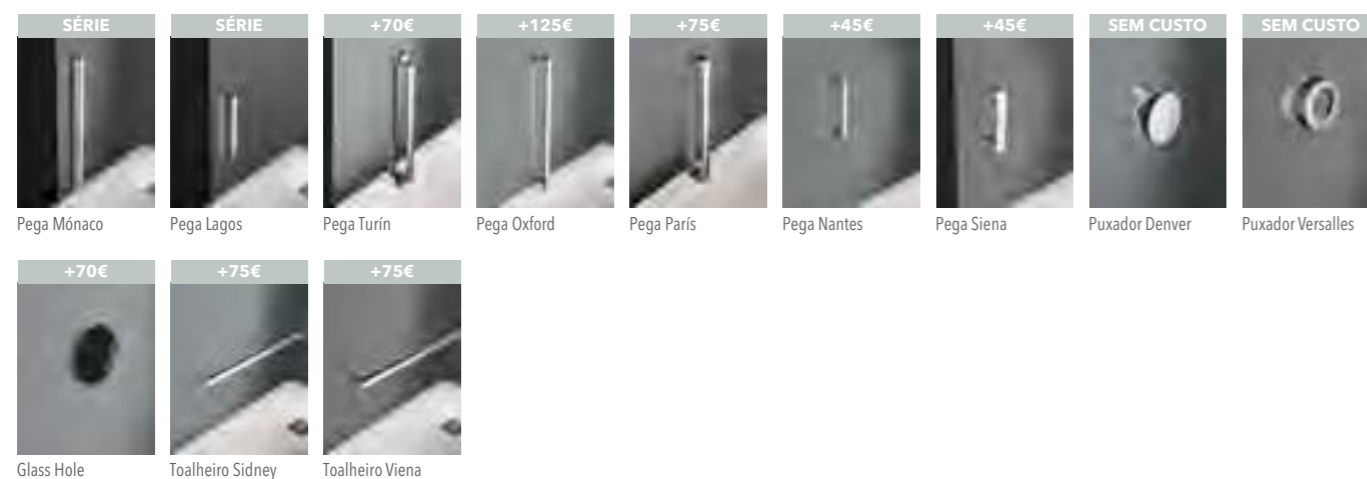 SÉRIE SÉRIE +70€ +125€ +75€ +45€ +45€ SEM CUSTO SEM CUSTO
Pega Mónaco Pega Lagos Pega Turín Pega Oxford Pega París Pega Nantes Pega Siena Puxador Denver Puxador Versalles
+70€ +75€ +75€
Glass Hole Toalheiro Sidney Toalheiro Viena